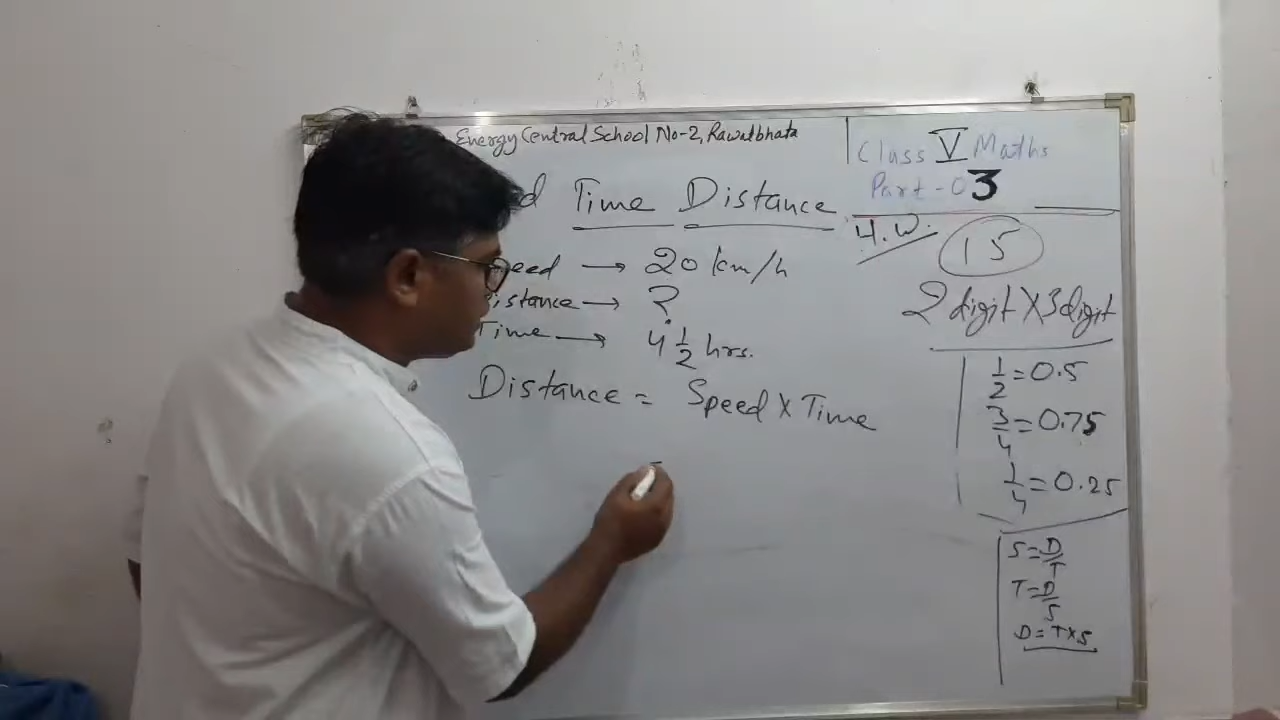 Energy Central School No-2, Rawatbhata
Class V Maths
Part-03
d Time Distance
H.W.
15
2 digit X 3 digit
peed → 20 km/h
istance → ?
Time → 4 1/2 hrs.
Distance = Speed X Time
1/2 = 0.5
3/4 = 0.75
1/4 = 0.25
S = D/T
T = D/S
D = T X S